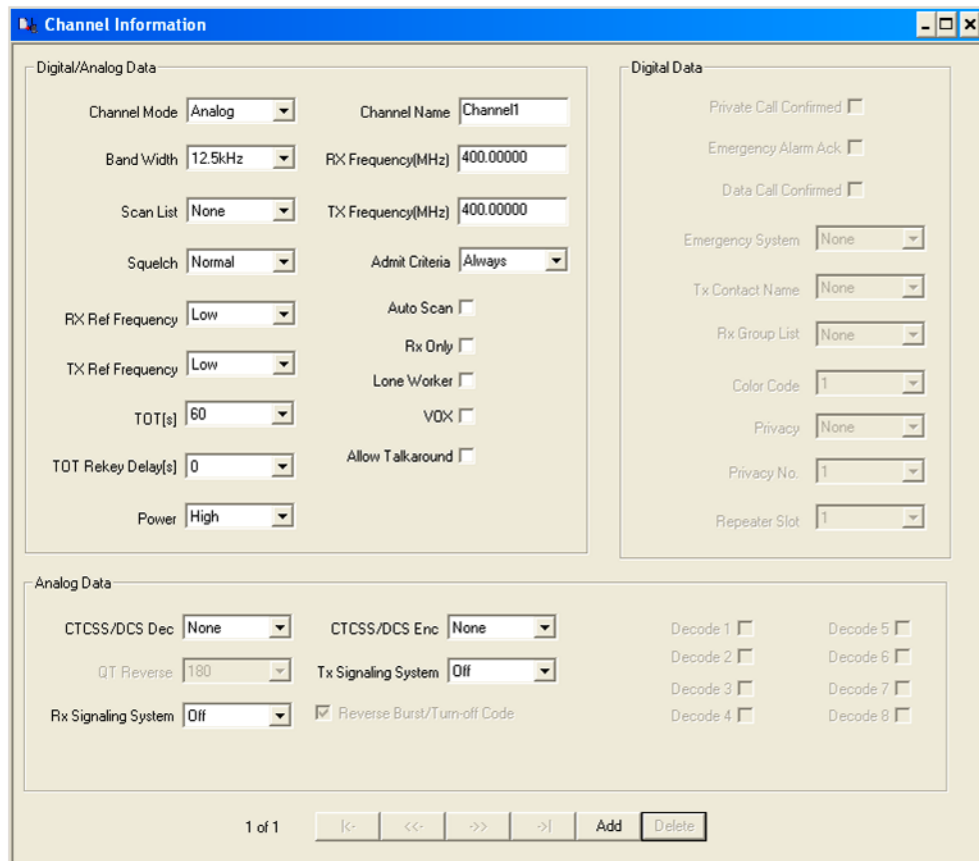 Channel Information
Digital/Analog Data
Channel Mode Analog
Channel Name Channel1
Band Width 12.5kHz
RX Frequency(MHz) 400.00000
Scan List None
TX Frequency(MHz) 400.00000
Squelch Normal
Admit Criteria Always
RX Ref Frequency Low
Auto Scan
TX Ref Frequency Low
Rx Only
Lone Worker
TOT[s] 60
VOX
TOT Rekey Delay[s] 0
Allow Talkaround
Power High
Digital Data
Private Call Confirmed
Emergency Alarm Ack
Data Call Confirmed
Emergency System None
Tx Contact Name None
Rx Group List None
Color Code 1
Privacy None
Privacy No. 1
Repeater Slot 1
Analog Data
CTCSS/DCS Dec None
CTCSS/DCS Enc None
QT Reverse 180
Tx Signaling System Off
Rx Signaling System Off
Reverse Burst/Turn-off Code
Decode 1
Decode 5
Decode 2
Decode 6
Decode 3
Decode 7
Decode 4
Decode 8
1 of 1 |<- <<- ->> ->| Add Delete